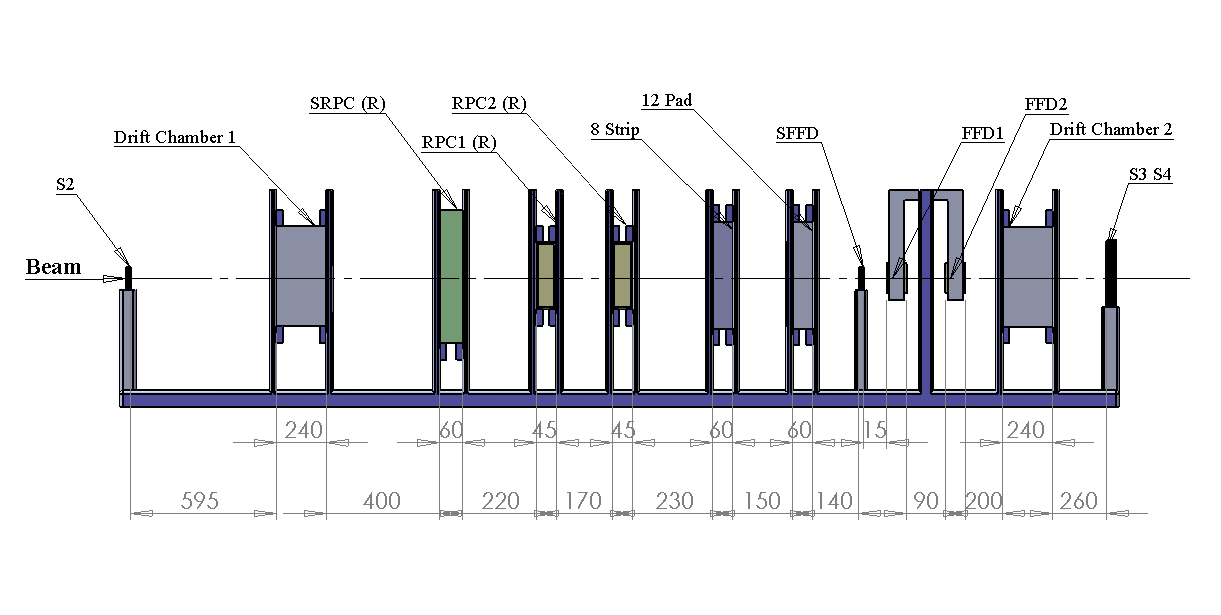 SRPC (R)
RPC2 (R)
12 Pad
FFD2
Drift Chamber 1
RPC1 (R)
8 Strip
SFFD
FFD1
Drift Chamber 2
S2
S3 S4
Beam
240
60
45
45
60
60
15
240
595
400
220
170
230
150
140
90
200
260